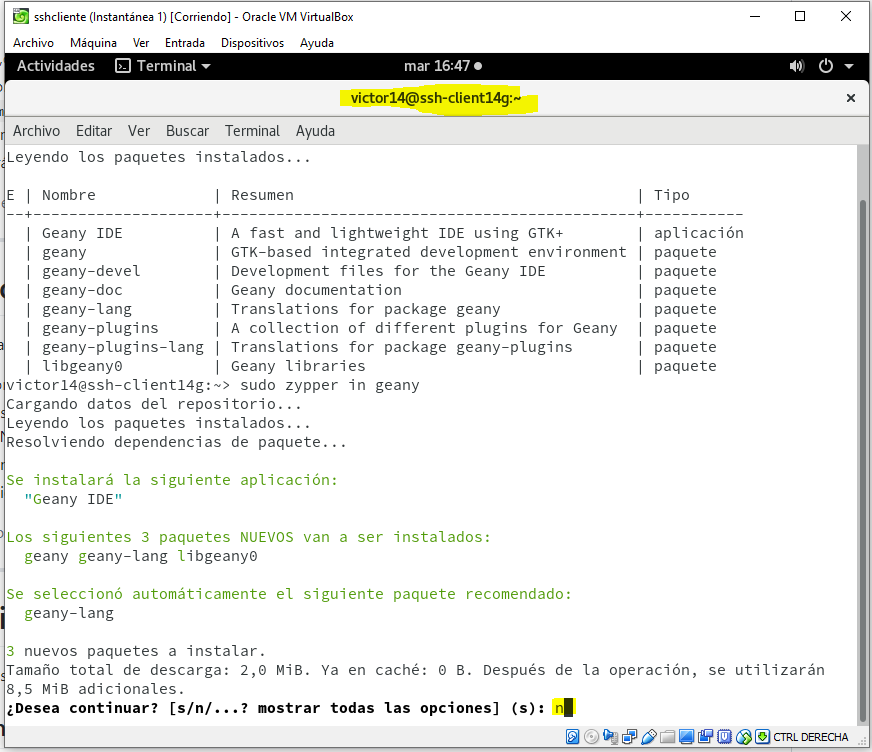 sshcliente (Instantánea 1) [Corriendo] - Oracle VM VirtualBox
Archivo Máquina Ver Entrada Dispositivos Ayuda
Actividades Terminal mar 16:47
victor14@ssh-client14g:~
Archivo Editar Ver Buscar Terminal Ayuda
Leyendo los paquetes instalados...
E | Nombre | Resumen | Tipo
--+--------------------+----------------------------------------------+-----------
| Geany IDE | A fast and lightweight IDE using GTK+ | aplicación
| geany | GTK-based integrated development environment | paquete
| geany-devel | Development files for the Geany IDE | paquete
| geany-doc | Geany documentation | paquete
| geany-lang | Translations for package geany | paquete
| geany-plugins | A collection of different plugins for Geany | paquete
| geany-plugins-lang | Translations for package geany-plugins | paquete
| libgeany0 | Geany libraries | paquete
victor14@ssh-client14g:~> sudo zypper in geany
Cargando datos del repositorio...
Leyendo los paquetes instalados...
Resolviendo dependencias de paquete...
Se instalará la siguiente aplicación:
"Geany IDE"
Los siguientes 3 paquetes NUEVOS van a ser instalados:
geany geany-lang libgeany0
Se seleccionó automáticamente el siguiente paquete recomendado:
geany-lang
3 nuevos paquetes a instalar.
Tamaño total de descarga: 2,0 MiB. Ya en caché: 0 B. Después de la operación, se utilizarán
8,5 MiB adicionales.
¿Desea continuar? [s/n/...? mostrar todas las opciones] (s): n
CTRL DERECHA